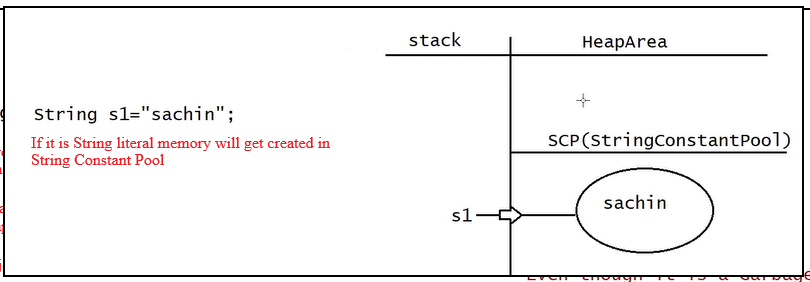 stack
HeapArea
String s1="sachin";
If it is String literal memory will get created in
String Constant Pool
SCP(StringConstantPool)
s1
sachin